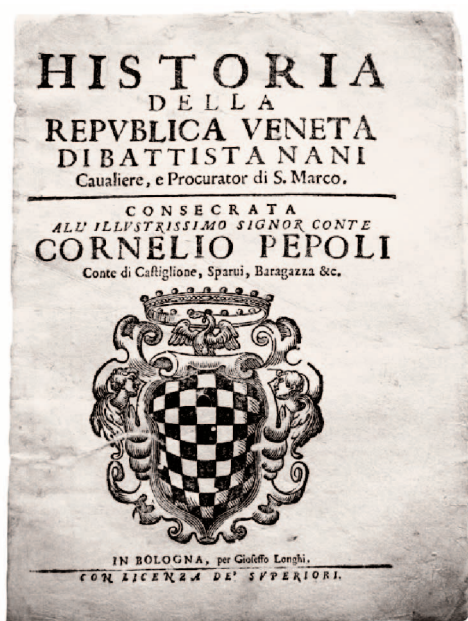 HISTORIA
DELLA
REPVBLICA VENETA
DI BATTISTA NANI
Caualiere, e Procurator di S. Marco.
CONSECRATA
ALL' ILLVSTRISSIMO SIGNOR CONTE
CORNELIO PEPOLI
Conte di Caſtiglione, Sparui, Baragazza &c.
IN BOLOGNA, per Gioſeffo Longhi.
CON LICENZA DE' SVPERIORI.